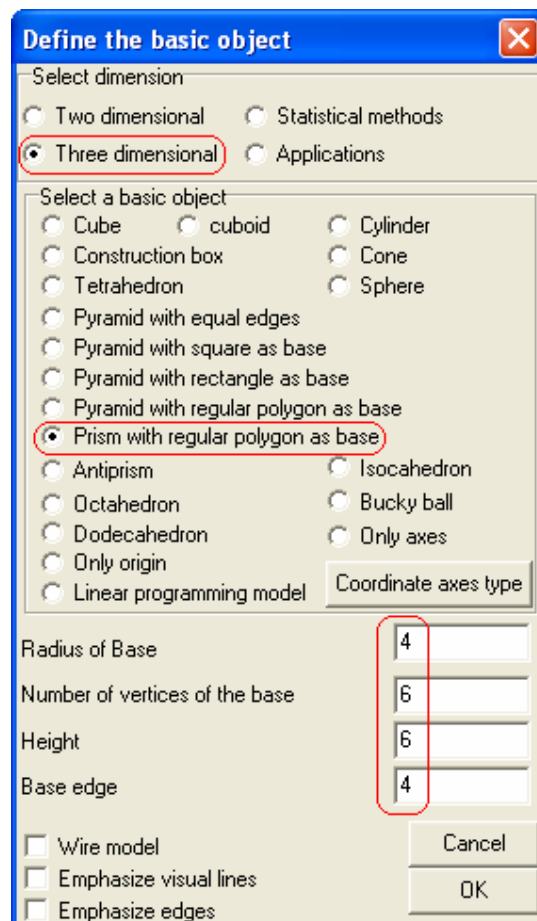 Define the basic object
Select dimension
Two dimensional Statistical methods
Three dimensional Applications
Select a basic object
Cube cuboid Cylinder
Construction box Cone
Tetrahedron Sphere
Pyramid with equal edges
Pyramid with square as base
Pyramid with rectangle as base
Pyramid with regular polygon as base
Prism with regular polygon as base
Antiprism Isocahedron
Octahedron Bucky ball
Dodecahedron Only axes
Only origin
Linear programming model Coordinate axes type
Radius of Base 4
Number of vertices of the base 6
Height 6
Base edge 4
Wire model Cancel
Emphasize visual lines
OK
Emphasize edges